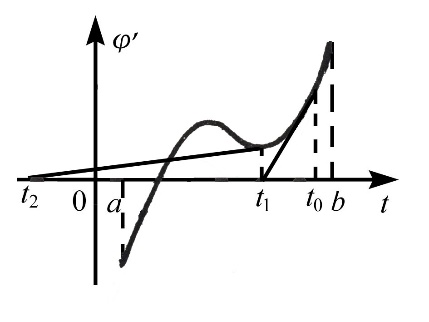 φ′
t₂ 0 a t₁ t₀ b t